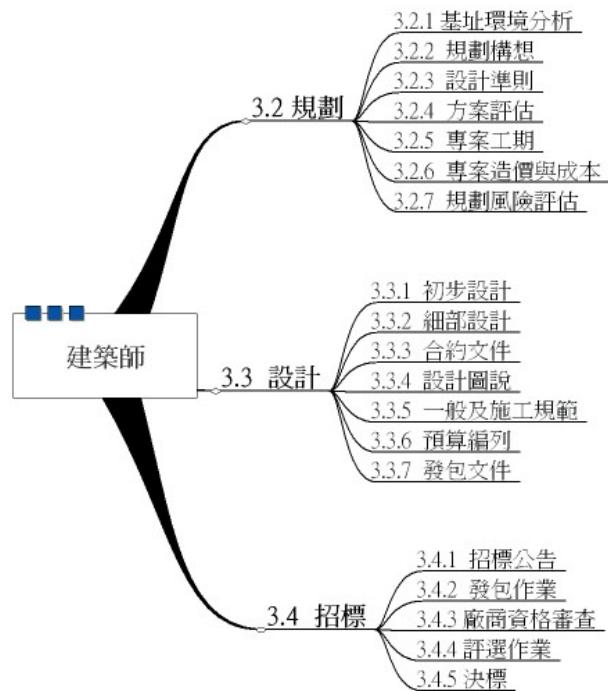 建築師
3.2 規劃
3.2.1 基址環境分析
3.2.2 規劃構想
3.2.3 設計準則
3.2.4 方案評估
3.2.5 專案工期
3.2.6 專案造價與成本
3.2.7 規劃風險評估
3.3 設計
3.3.1 初步設計
3.3.2 細部設計
3.3.3 合約文件
3.3.4 設計圖說
3.3.5 一般及施工規範
3.3.6 預算編列
3.3.7 發包文件
3.4 招標
3.4.1 招標公告
3.4.2 發包作業
3.4.3 廠商資格審查
3.4.4 評選作業
3.4.5 決標